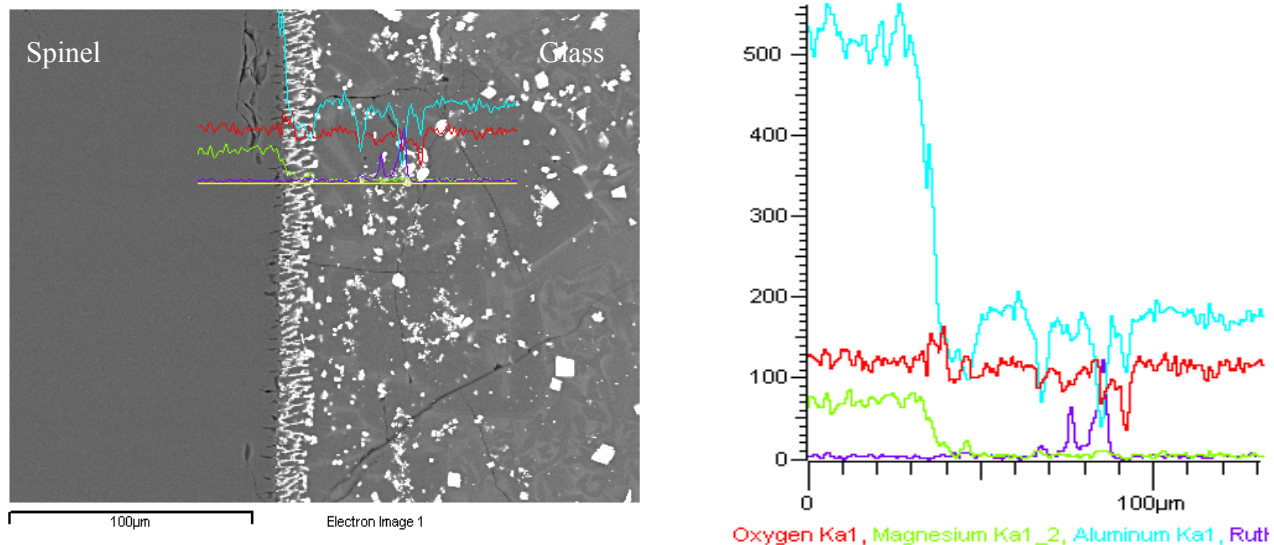 Spinel Glass
100µm Electron Image 1
500
400
300
200
100
0
0 100µm
Oxygen Ka1, Magnesium Ka1_2, Aluminum Ka1, Ruth